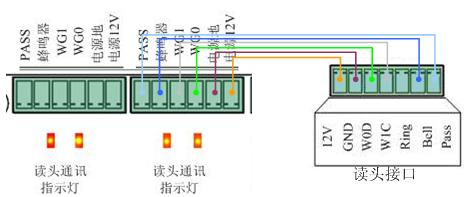 PASS
蜂鸣器
WG1
WG0
电源地
电源12V
PASS
蜂鸣器
WG1
WG0
电源地
电源12V
读头通讯
指示灯
读头通讯
指示灯
12V
GND
W0D
W1C
Ring
Bell
Pass
读头接口